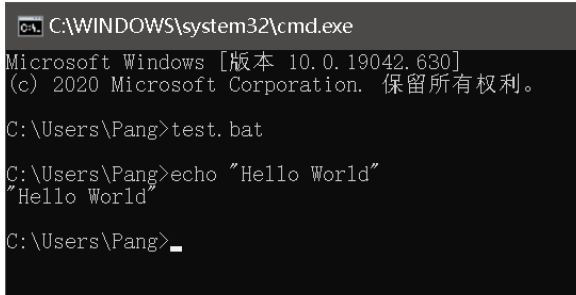 C:\WINDOWS\system32\cmd.exe
Microsoft Windows [版本 10.0.19042.630]
(c) 2020 Microsoft Corporation. 保留所有权利。
C:\Users\Pang>test.bat
C:\Users\Pang>echo "Hello World"
"Hello World"
C:\Users\Pang>